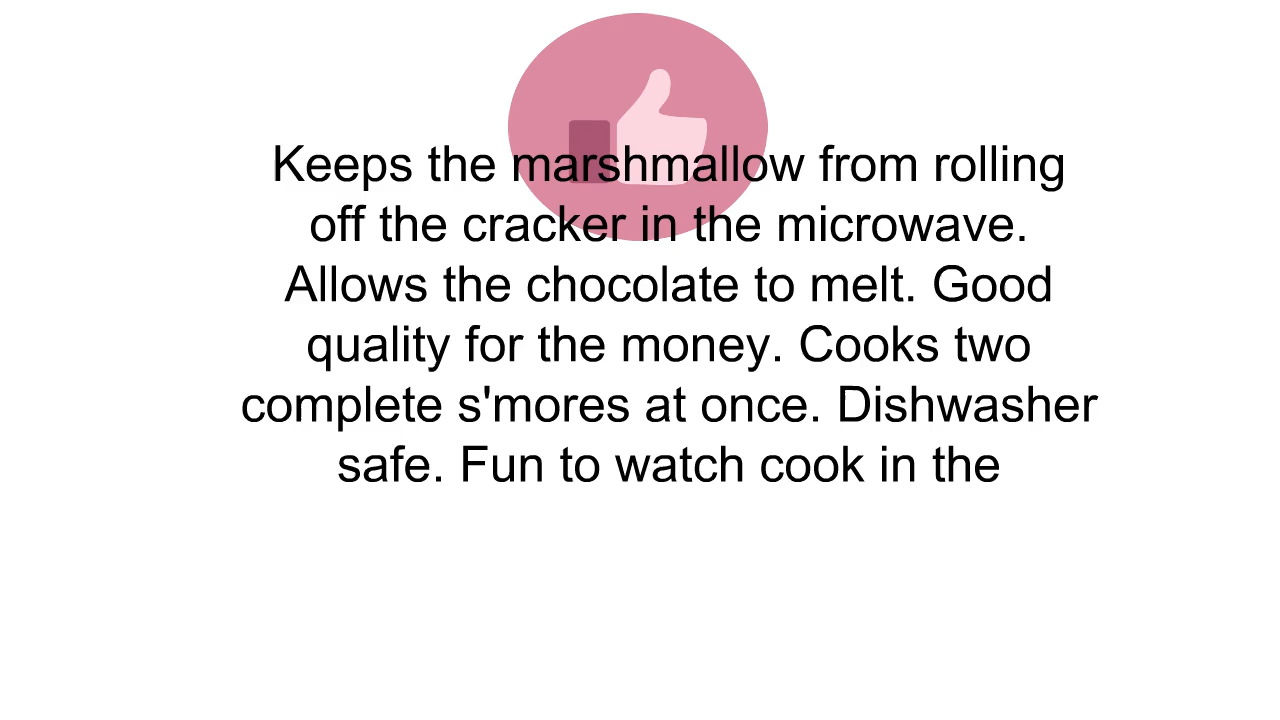 Keeps the marshmallow from rolling
off the cracker in the microwave.
Allows the chocolate to melt. Good
quality for the money. Cooks two
complete s'mores at once. Dishwasher
safe. Fun to watch cook in the